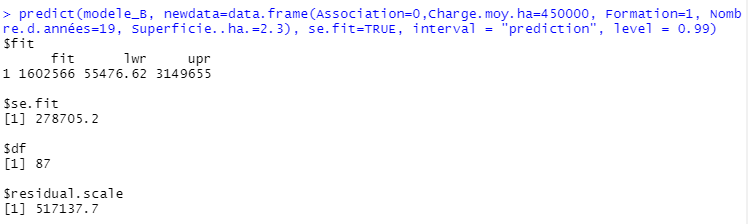 > predict(modele_B, newdata=data.frame(Association=0,Charge.moy.ha=450000, Formation=1, Nomb
re.d.années=19, Superficie..ha.=2.3), se.fit=TRUE, interval = "prediction", level = 0.99)
$fit
      fit      lwr     upr
1 1602566 55476.62 3149655
$se.fit
[1] 278705.2
$df
[1] 87
$residual.scale
[1] 517137.7